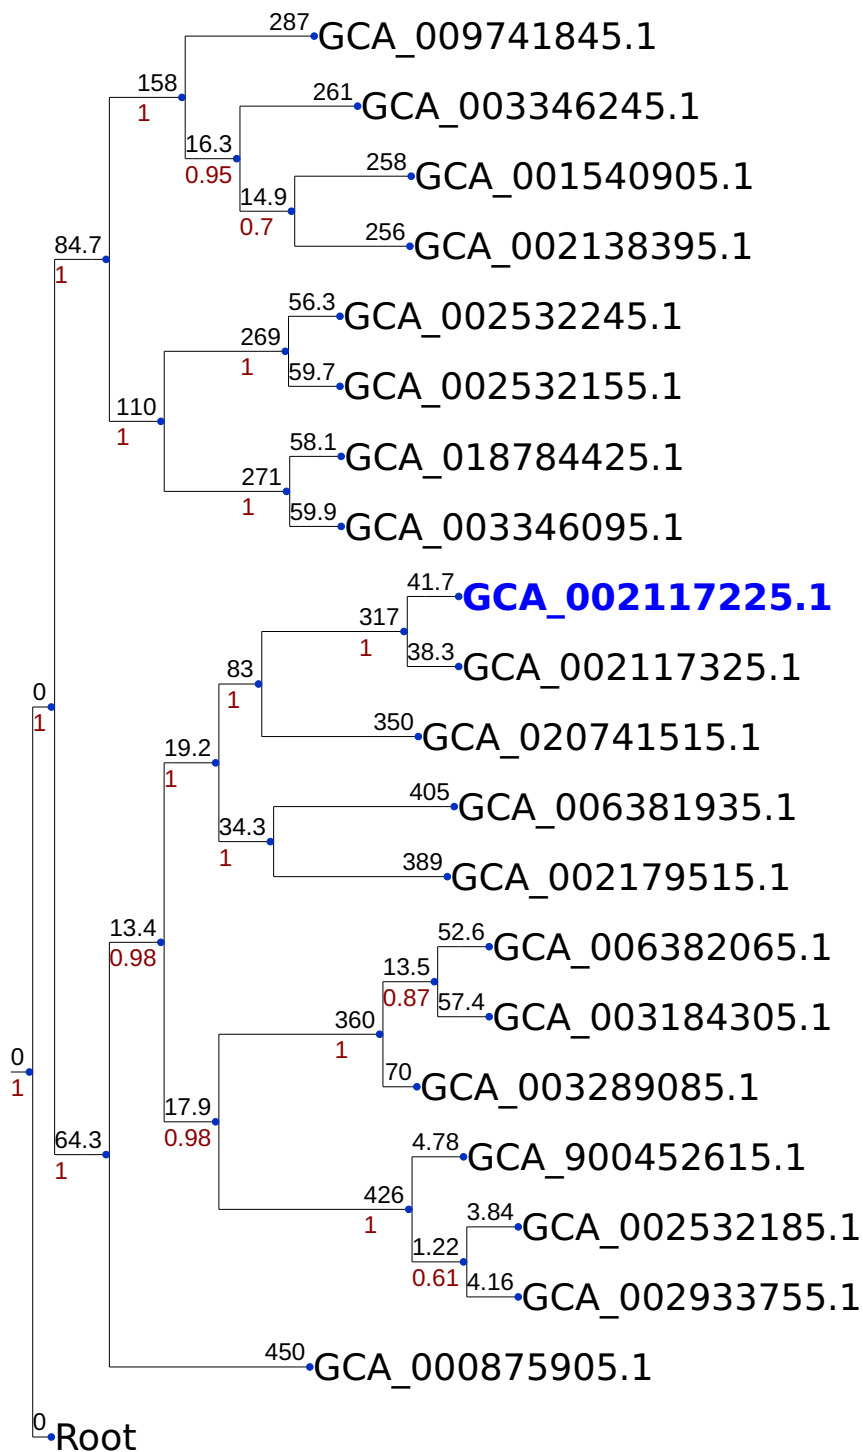 287
GCA_009741845.1
158
1
261
GCA_003346245.1
16.3
0.95
258
GCA_001540905.1
14.9
0.7
256
GCA_002138395.1
84.7
1
56.3
GCA_002532245.1
269
1
59.7
GCA_002532155.1
110
1
58.1
GCA_018784425.1
271
1
59.9
GCA_003346095.1
41.7
GCA_002117225.1
317
1
38.3
GCA_002117325.1
83
1
350
GCA_020741515.1
0
1
19.2
1
405
GCA_006381935.1
34.3
1
389
GCA_002179515.1
13.4
0.98
52.6
GCA_006382065.1
13.5
0.87
57.4
GCA_003184305.1
360
1
70
GCA_003289085.1
0
1
17.9
0.98
64.3
1
4.78
GCA_900452615.1
426
1
3.84
GCA_002532185.1
1.22
0.61
4.16
GCA_002933755.1
450
GCA_000875905.1
0
Root